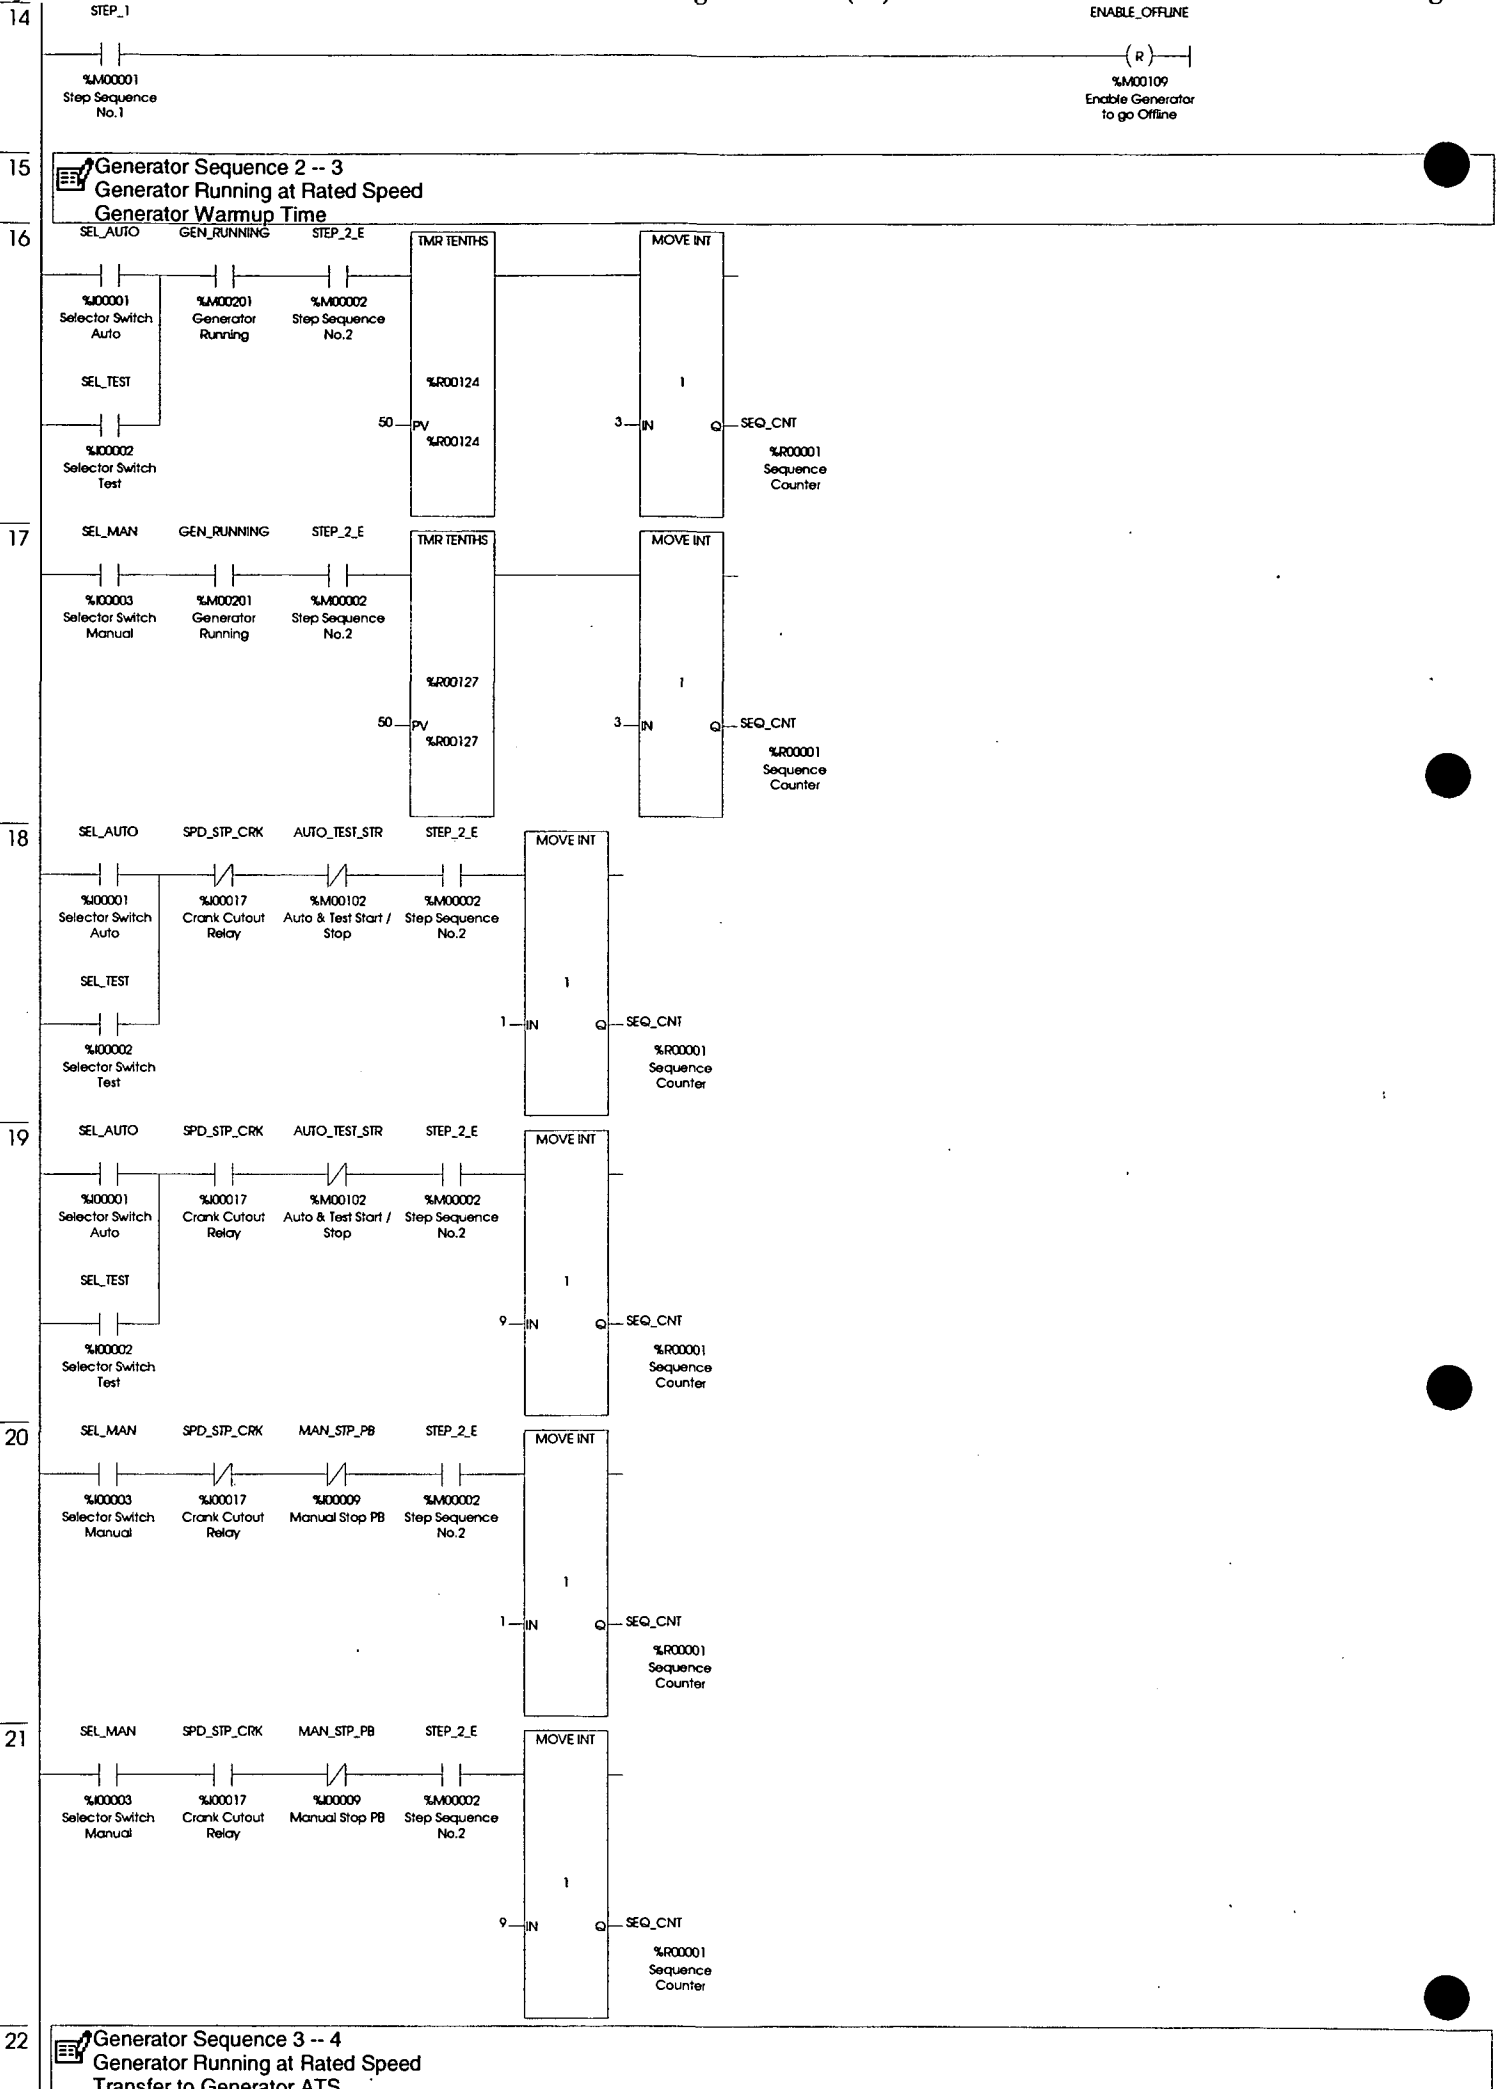 14
STEP_1
ENABLE_OFFLINE
( R )
%M00001
Step Sequence
No.1
%M00109
Enable Generator
to go Offline
15
Generator Sequence 2 -- 3
Generator Running at Rated Speed
Generator Warmup Time
16
SEL_AUTO GEN_RUNNING STEP_2_E TMR TENTHS MOVE INT
%I00001 %M00201 %M00002
Selector Switch Generator Step Sequence
Auto Running No.2
SEL_TEST %R00124 1
50 PV 3 IN Q SEQ_CNT
%R00124
%I00002 %R00001
Selector Switch Sequence
Test Counter
17
SEL_MAN GEN_RUNNING STEP_2_E TMR TENTHS MOVE INT
%I00003 %M00201 %M00002
Selector Switch Generator Step Sequence
Manual Running No.2
%R00127 1
50 PV 3 IN Q SEQ_CNT
%R00127
%R00001
Sequence
Counter
18
SEL_AUTO SPD_STP_CRK AUTO_TEST_STR STEP_2_E MOVE INT
%I00001 %I00017 %M00102 %M00002
Selector Switch Crank Cutout Auto & Test Start / Step Sequence
Auto Relay Stop No.2
SEL_TEST 1
1 IN Q SEQ_CNT
%I00002 %R00001
Selector Switch Sequence
Test Counter
19
SEL_AUTO SPD_STP_CRK AUTO_TEST_STR STEP_2_E MOVE INT
%I00001 %I00017 %M00102 %M00002
Selector Switch Crank Cutout Auto & Test Start / Step Sequence
Auto Relay Stop No.2
SEL_TEST 1
9 IN Q SEQ_CNT
%I00002 %R00001
Selector Switch Sequence
Test Counter
20
SEL_MAN SPD_STP_CRK MAN_STP_PB STEP_2_E MOVE INT
%I00003 %I00017 %I00009 %M00002
Selector Switch Crank Cutout Manual Stop PB Step Sequence
Manual Relay No.2
1
1 IN Q SEQ_CNT
%R00001
Sequence
Counter
21
SEL_MAN SPD_STP_CRK MAN_STP_PB STEP_2_E MOVE INT
%I00003 %I00017 %I00009 %M00002
Selector Switch Crank Cutout Manual Stop PB Step Sequence
Manual Relay No.2
1
9 IN Q SEQ_CNT
%R00001
Sequence
Counter
22
Generator Sequence 3 -- 4
Generator Running at Rated Speed
Transfer to Generator ATS